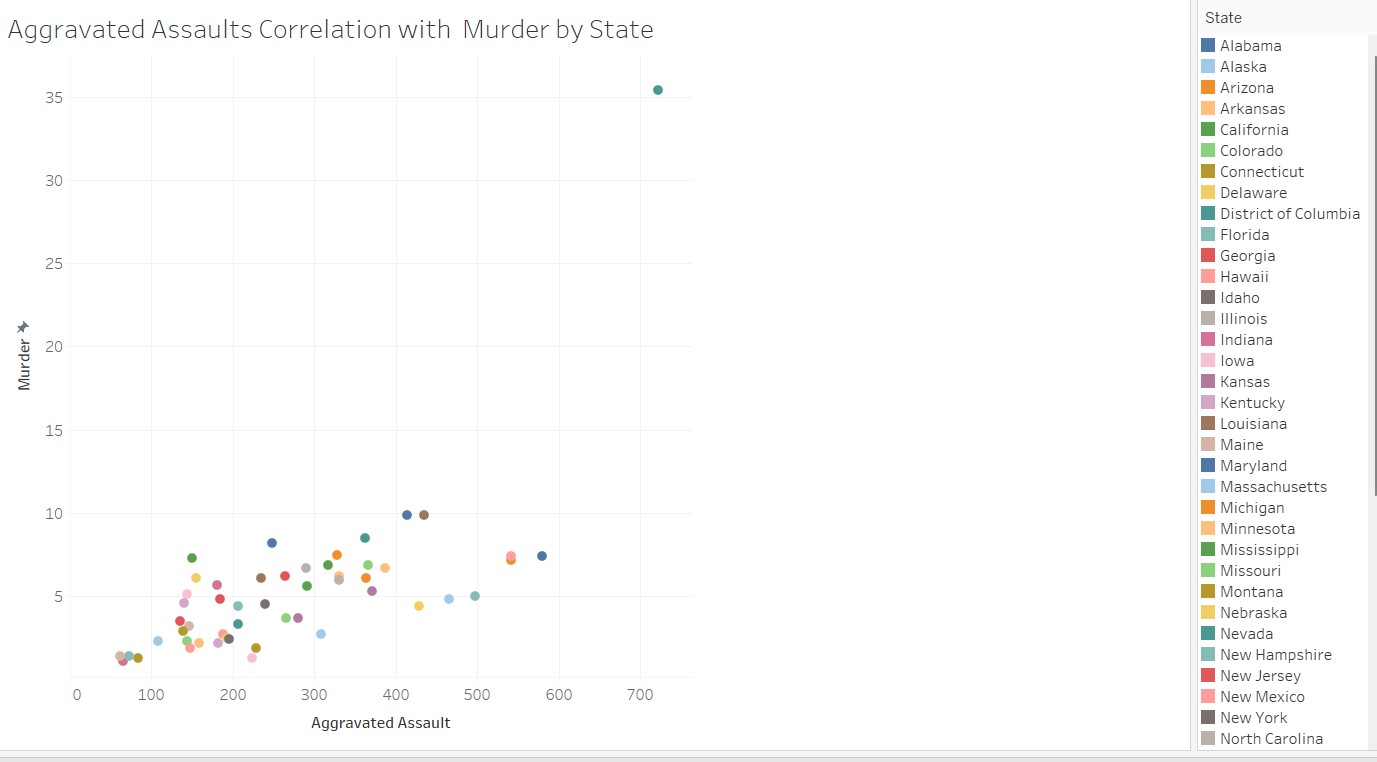 Aggravated Assaults Correlation with  Murder by State
35
30
25
20
15
10
5
Murder
0 100 200 300 400 500 600 700
Aggravated Assault
State
Alabama
Alaska
Arizona
Arkansas
California
Colorado
Connecticut
Delaware
District of Columbia
Florida
Georgia
Hawaii
Idaho
Illinois
Indiana
Iowa
Kansas
Kentucky
Louisiana
Maine
Maryland
Massachusetts
Michigan
Minnesota
Mississippi
Missouri
Montana
Nebraska
Nevada
New Hampshire
New Jersey
New Mexico
New York
North Carolina